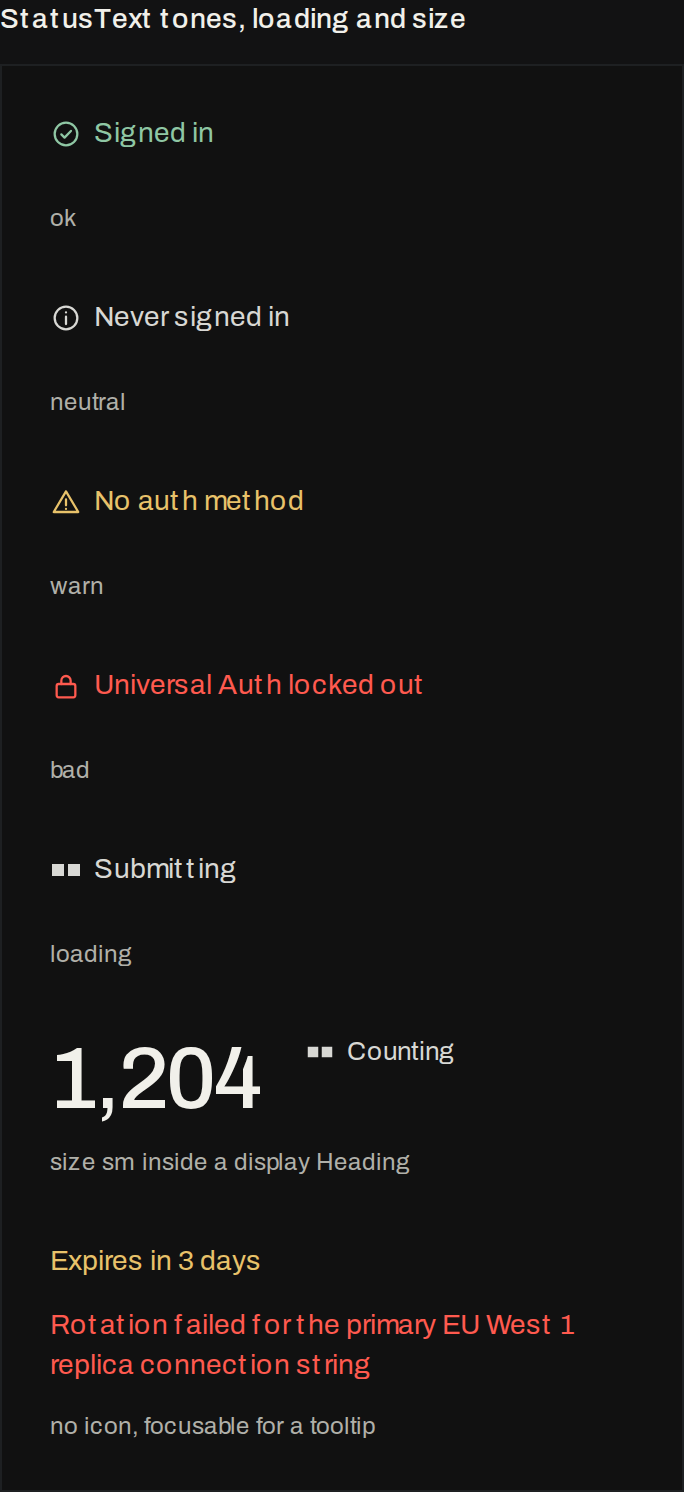 StatusText tones, loading and size
Signed in
ok
Never signed in
neutral
No auth method
warn
Universal Auth locked out
bad
Submitting
loading
1,204 Counting
size sm inside a display Heading
Expires in 3 days
Rotation failed for the primary EU West 1
replica connection string
no icon, focusable for a tooltip